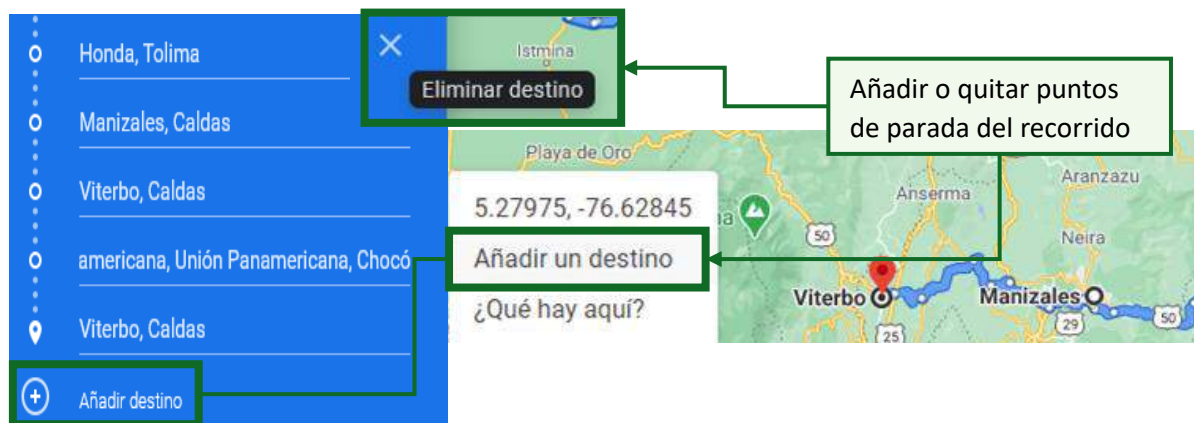 Honda, Tolima
Manizales, Caldas
Viterbo, Caldas
americana, Unión Panamericana, Chocó
Viterbo, Caldas
Añadir destino
Istmina
Eliminar destino
Añadir o quitar puntos
de parada del recorrido
Playa de Oro
5.27975, -76.62845
Añadir un destino
¿Qué hay aquí?
na
50
Anserma
Aranzazu
Neira
Viterbo
Manizales
25
29
50